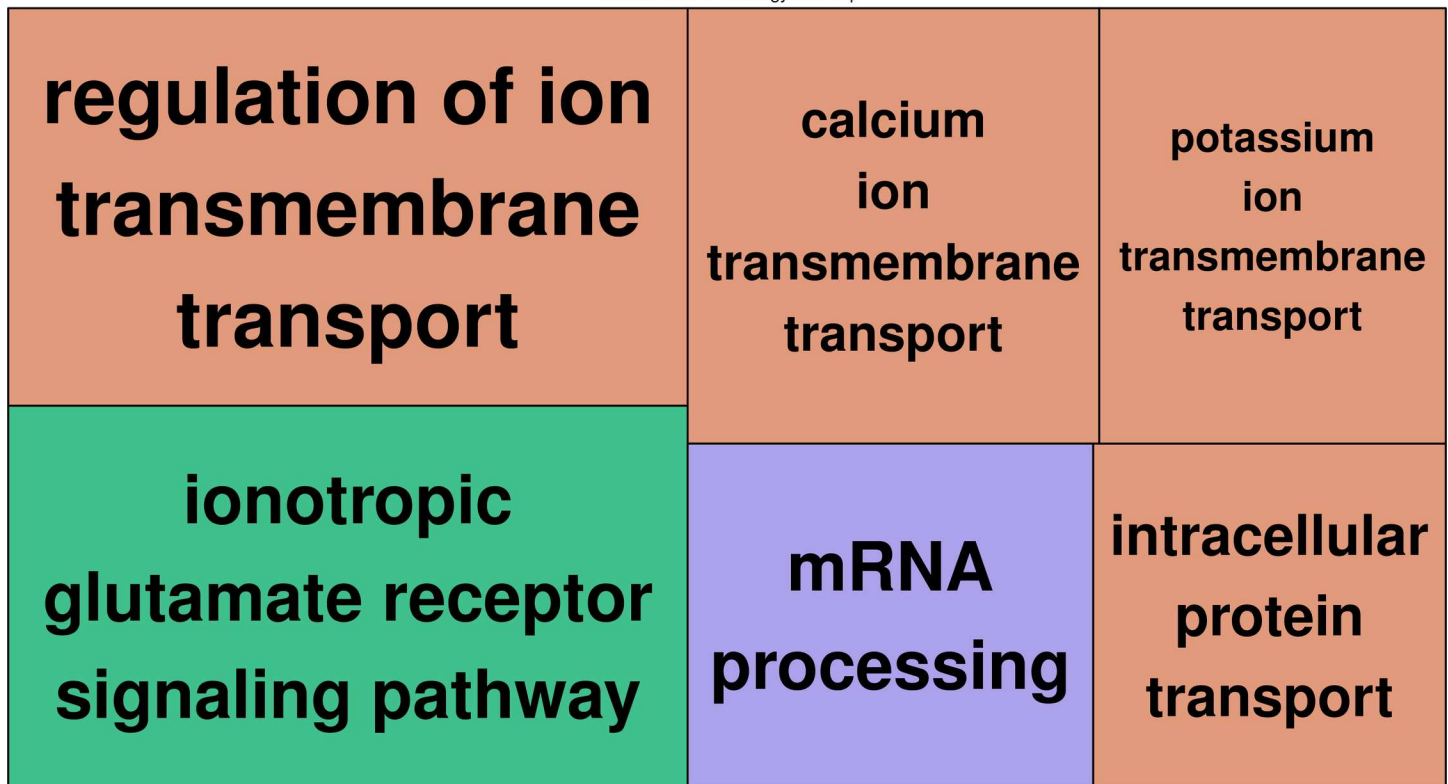 regulation of ion
transmembrane
transport
calcium
ion
transmembrane
transport
potassium
ion
transmembrane
transport
ionotropic
glutamate receptor
signaling pathway
mRNA
processing
intracellular
protein
transport